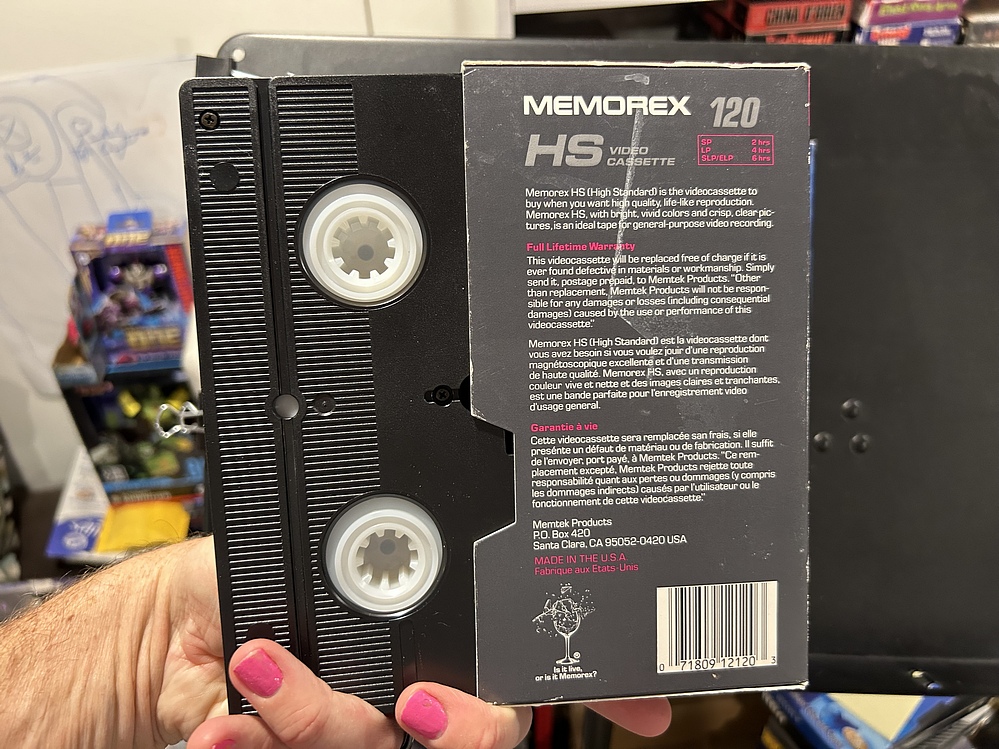 CHINA O'BRIEN
MEMOREX 120
HS VIDEO
CASSETTE
SP 2 hrs
LP 4 hrs
SLP/ELP 6 hrs
Memorex HS (High Standard) is the videocassette to
buy when you want high quality, life-like reproduction.
Memorex HS, with bright, vivid colors and crisp, clear pic-
tures, is an ideal tape for general-purpose video recording.
Full Lifetime Warranty
This videocassette will be replaced free of charge if it is
ever found defective in materials or workmanship. Simply
send it, postage prepaid, to Memtek Products. "Other
than replacement, Memtek Products will not be respon-
sible for any damages or losses (including consequential
damages) caused by the use or performance of this
videocassette."
Memorex HS (High Standard) est la videocassette dont
vous avez besoin si vous voulez jouir d'une reproduction
magnétoscopique excellente et d'une transmission
de haute qualité. Memorex HS, avec un reproduction
couleur vive et nette et des images claires et tranchantes,
est une bande parfaite pour l'enregistrement video
d'usage general.
Garantie à vie
Cette videocassette sera remplacée san frais, si elle
presénte un défaut de matériau ou de fabrication. Il suffit
de l'envoyer, port payé, à Memtek Products. "Ce rem-
placement excepté, Memtek Products rejette toute
responsabilité quant aux pertes ou dommages (y compris
les dommages indirects) causés par l'utilisateur ou le
fonctionnement de cette videocassette."
Memtek Products
P.O. Box 420
Santa Clara, CA 95052-0420 USA
MADE IN THE U.S.A.
Fabrique aux Etats-Unis
Is it live,
or is it Memorex?
0 71809 12120 3